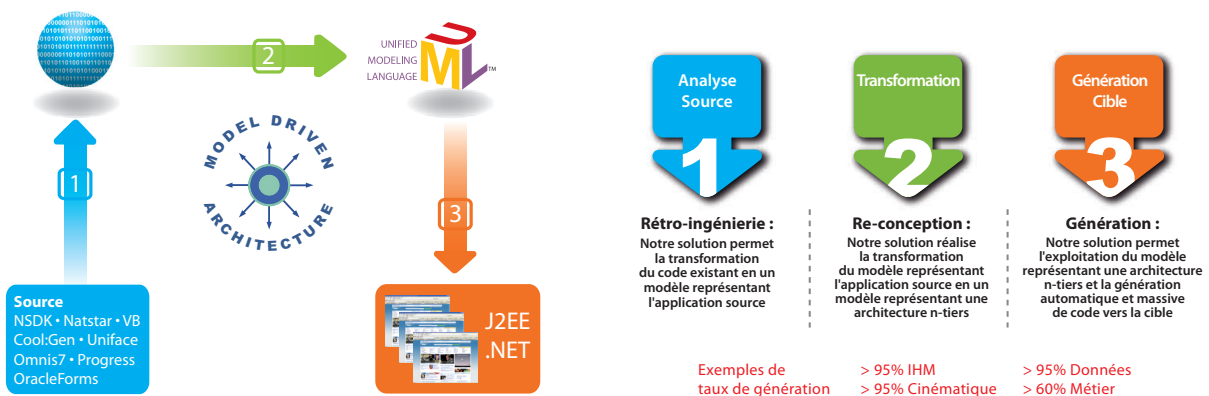 2
UNIFIED
MODELING
LANGUAGE
UML™
MODEL DRIVEN
ARCHITECTURE
1
3
Source
NSDK • Natstar • VB
Cool:Gen • Uniface
Omnis7 • Progress
OracleForms
J2EE
.NET
Analyse
Source
1
Rétro-ingénierie :
Notre solution permet
la transformation
du code existant en un
modèle représentant
l'application source
Transformation
2
Re-conception :
Notre solution réalise
la transformation
du modèle représentant
l'application source en un
modèle représentant une
architecture n-tiers
Génération
Cible
3
Génération :
Notre solution permet
l'exploitation du modèle
représentant une architecture
n-tiers et la génération
automatique et massive
de code vers la cible
Exemples de
taux de génération
> 95% IHM
> 95% Cinématique
> 95% Données
> 60% Métier